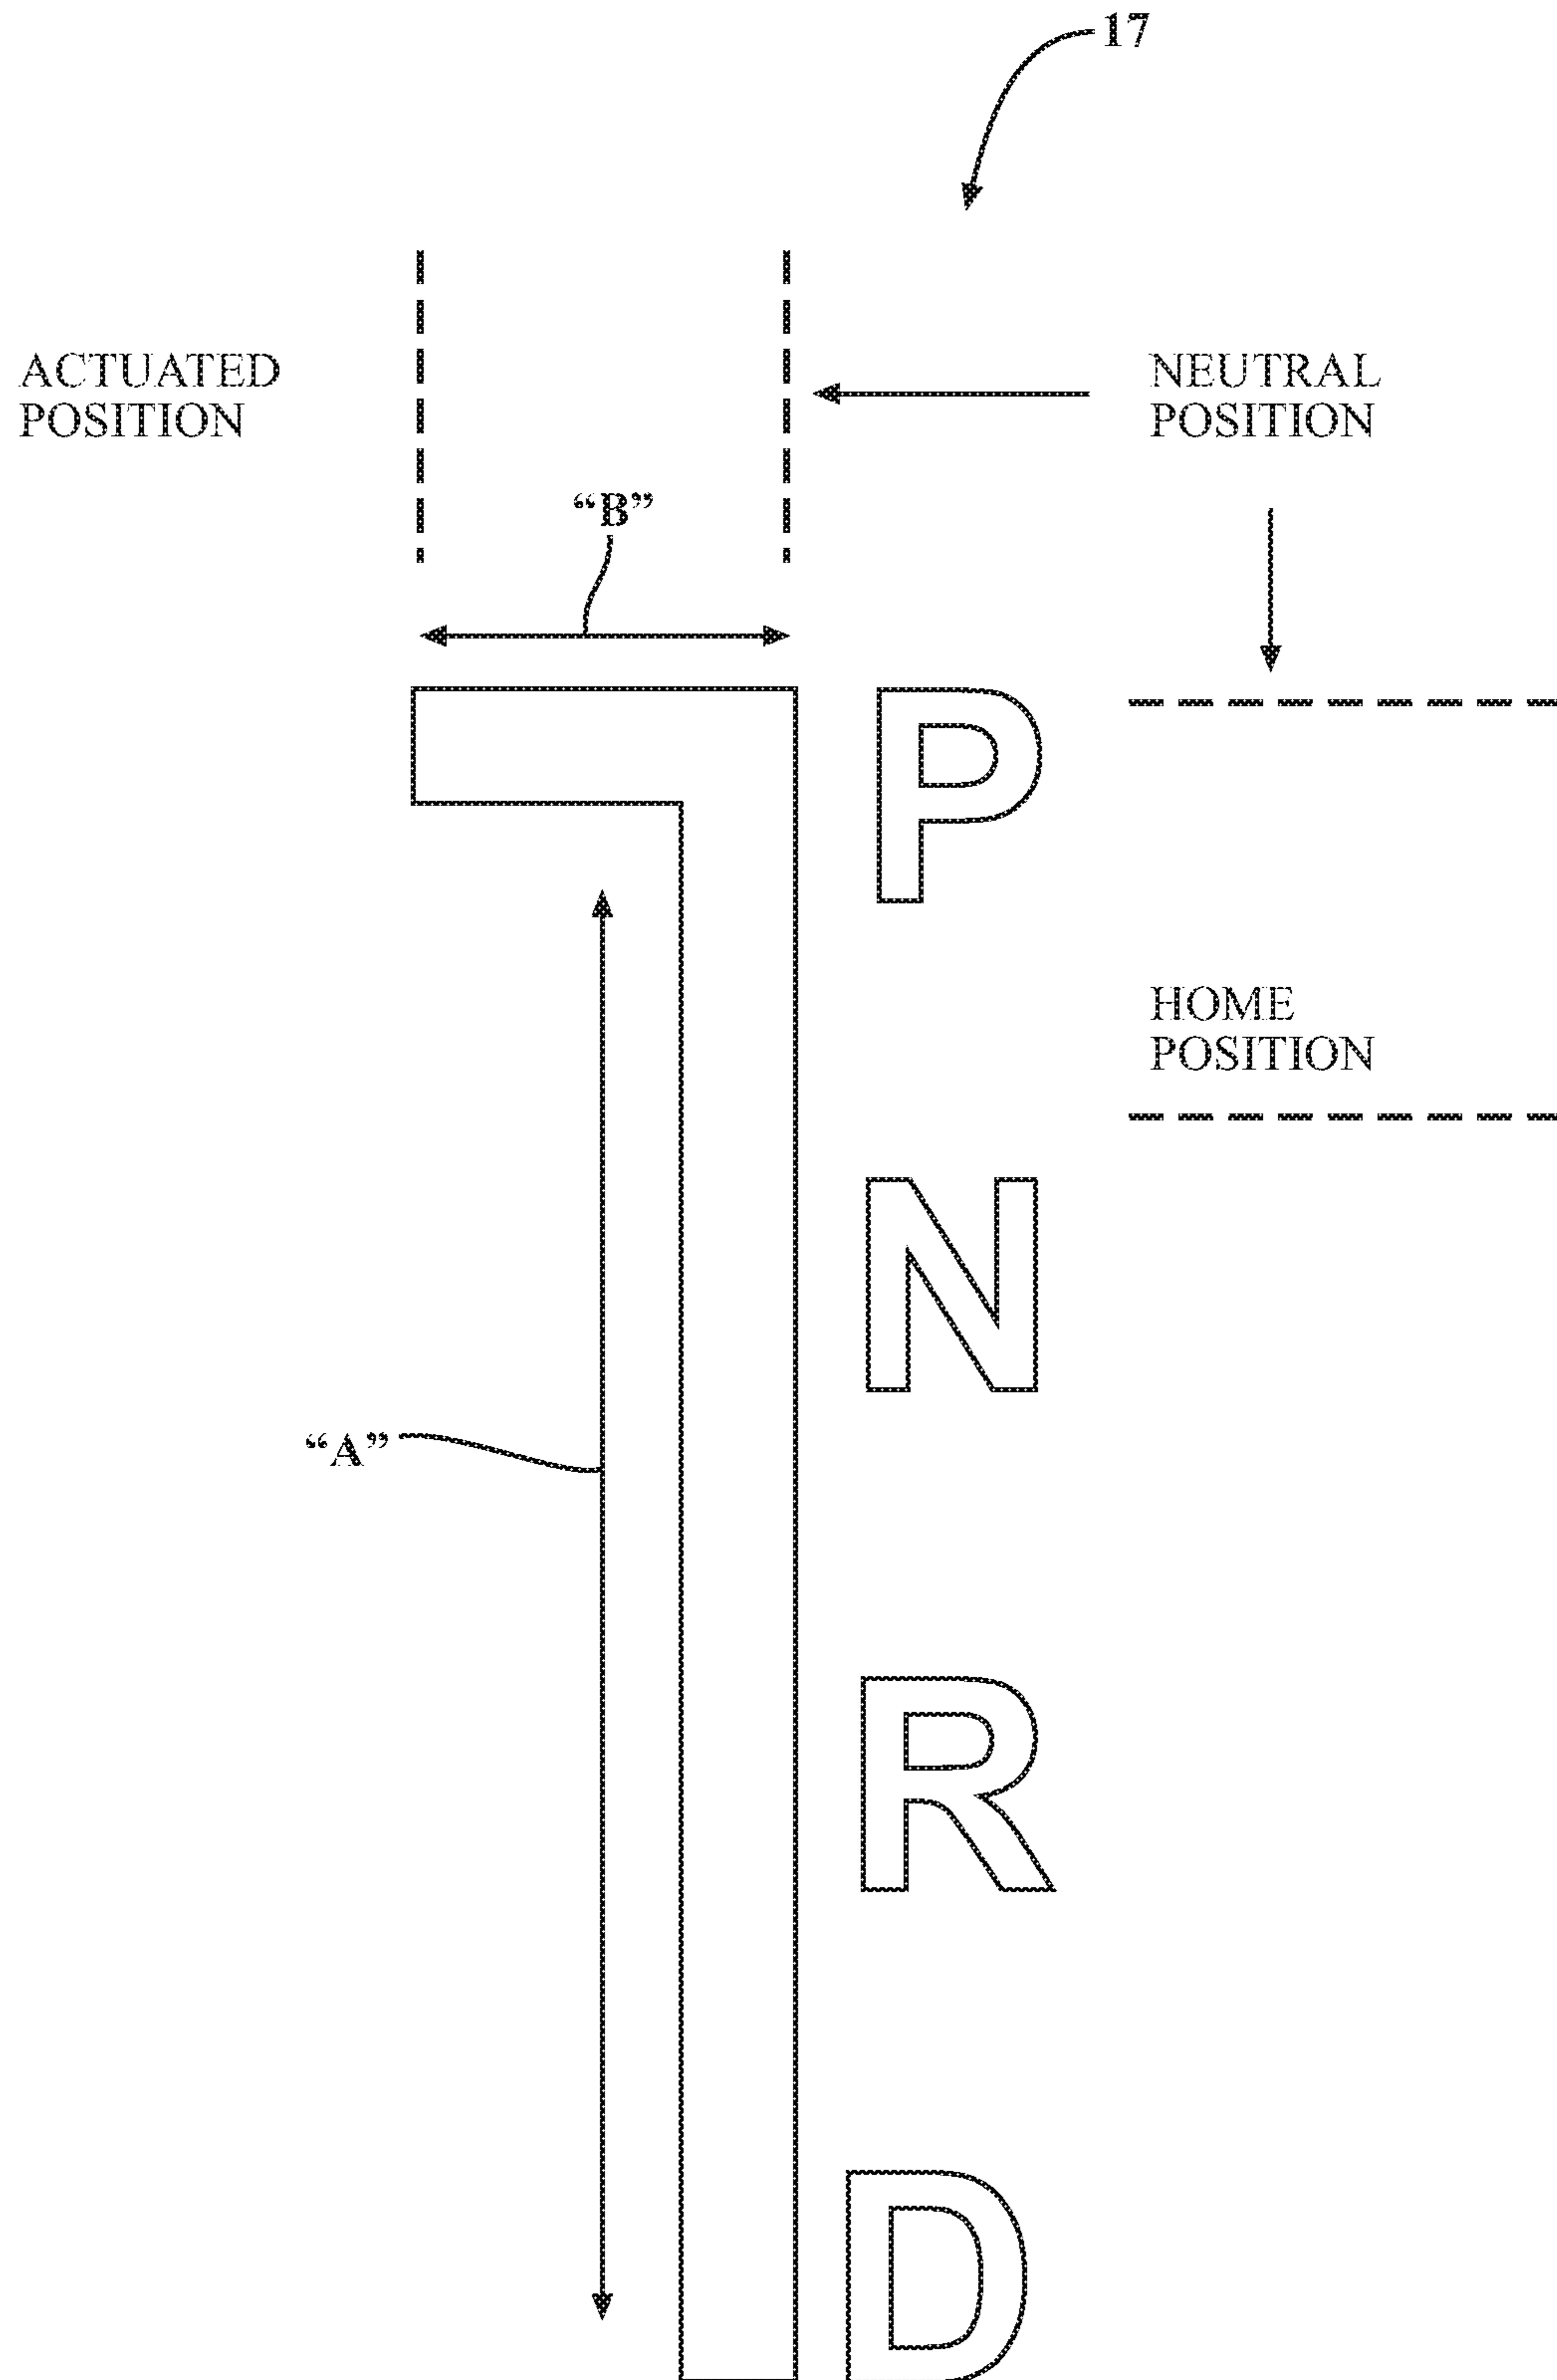 17
ACTUATED
POSITION
NEUTRAL
POSITION
“B”
P
HOME
POSITION
N
“A”
R
D